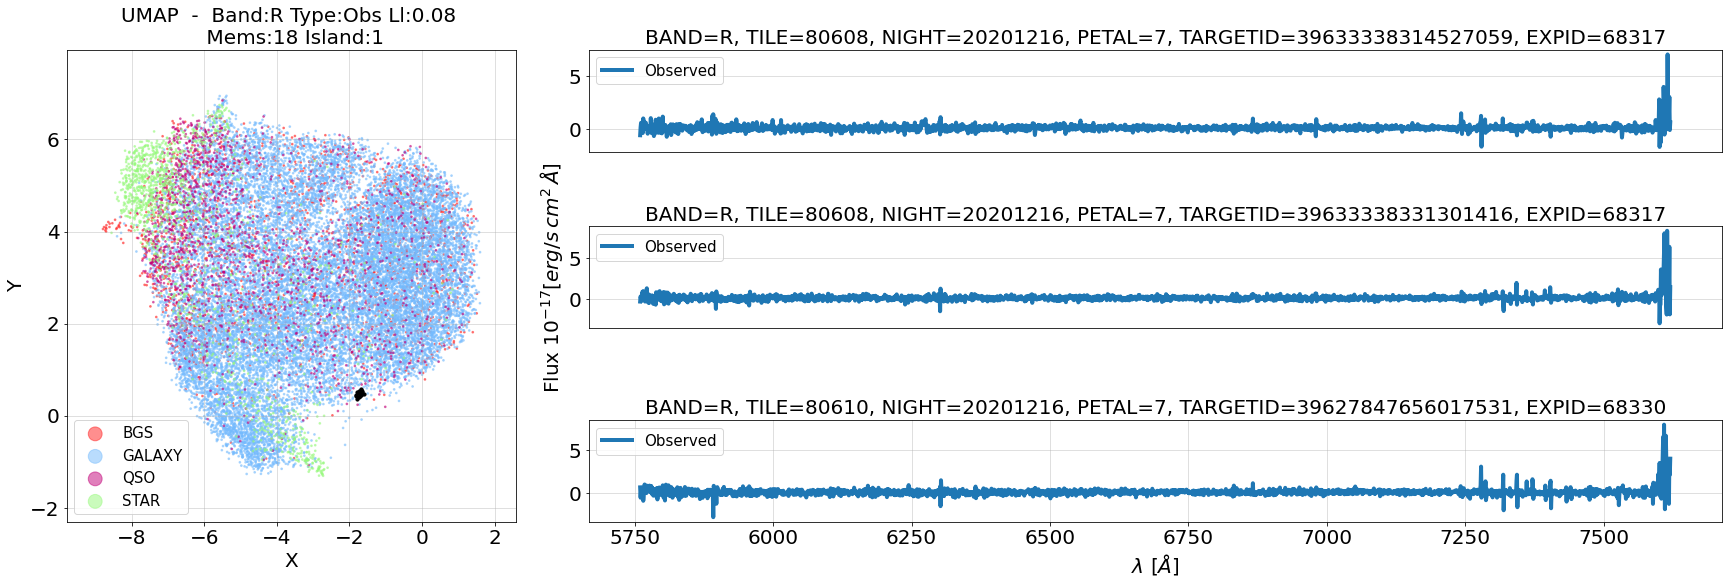 UMAP - Band:R Type:Obs Ll:0.08
Mems:18 Island:1
Y
6
4
2
0
−2
BGS
GALAXY
QSO
STAR
−8
−6
−4
−2
0
2
X
Flux 10⁻¹⁷[erg/s cm² Å]
BAND=R, TILE=80608, NIGHT=20201216, PETAL=7, TARGETID=39633338314527059, EXPID=68317
5
0
Observed
BAND=R, TILE=80608, NIGHT=20201216, PETAL=7, TARGETID=39633338331301416, EXPID=68317
5
0
Observed
BAND=R, TILE=80610, NIGHT=20201216, PETAL=7, TARGETID=39627847656017531, EXPID=68330
5
0
Observed
5750
6000
6250
6500
6750
7000
7250
7500
λ [Å]